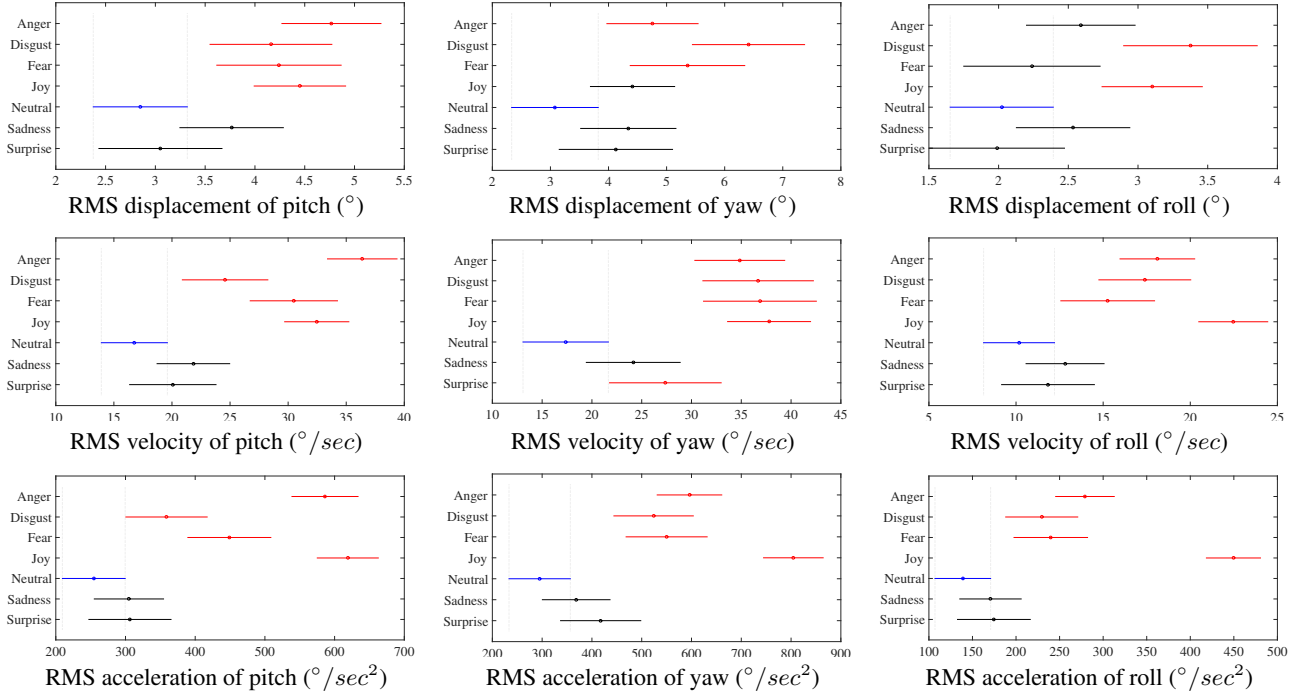 Anger
Disgust
Fear
Joy
Neutral
Sadness
Surprise
2 2.5 3 3.5 4 4.5 5 5.5
RMS displacement of pitch (°)
Anger
Disgust
Fear
Joy
Neutral
Sadness
Surprise
2 3 4 5 6 7 8
RMS displacement of yaw (°)
Anger
Disgust
Fear
Joy
Neutral
Sadness
Surprise
1.5 2 2.5 3 3.5 4
RMS displacement of roll (°)
Anger
Disgust
Fear
Joy
Neutral
Sadness
Surprise
10 15 20 25 30 35 40
RMS velocity of pitch (°/sec)
Anger
Disgust
Fear
Joy
Neutral
Sadness
Surprise
10 15 20 25 30 35 40 45
RMS velocity of yaw (°/sec)
Anger
Disgust
Fear
Joy
Neutral
Sadness
Surprise
5 10 15 20 25
RMS velocity of roll (°/sec)
Anger
Disgust
Fear
Joy
Neutral
Sadness
Surprise
200 300 400 500 600 700
RMS acceleration of pitch (°/sec²)
Anger
Disgust
Fear
Joy
Neutral
Sadness
Surprise
200 300 400 500 600 700 800 900
RMS acceleration of yaw (°/sec²)
Anger
Disgust
Fear
Joy
Neutral
Sadness
Surprise
100 150 200 250 300 350 400 450 500
RMS acceleration of roll (°/sec²)